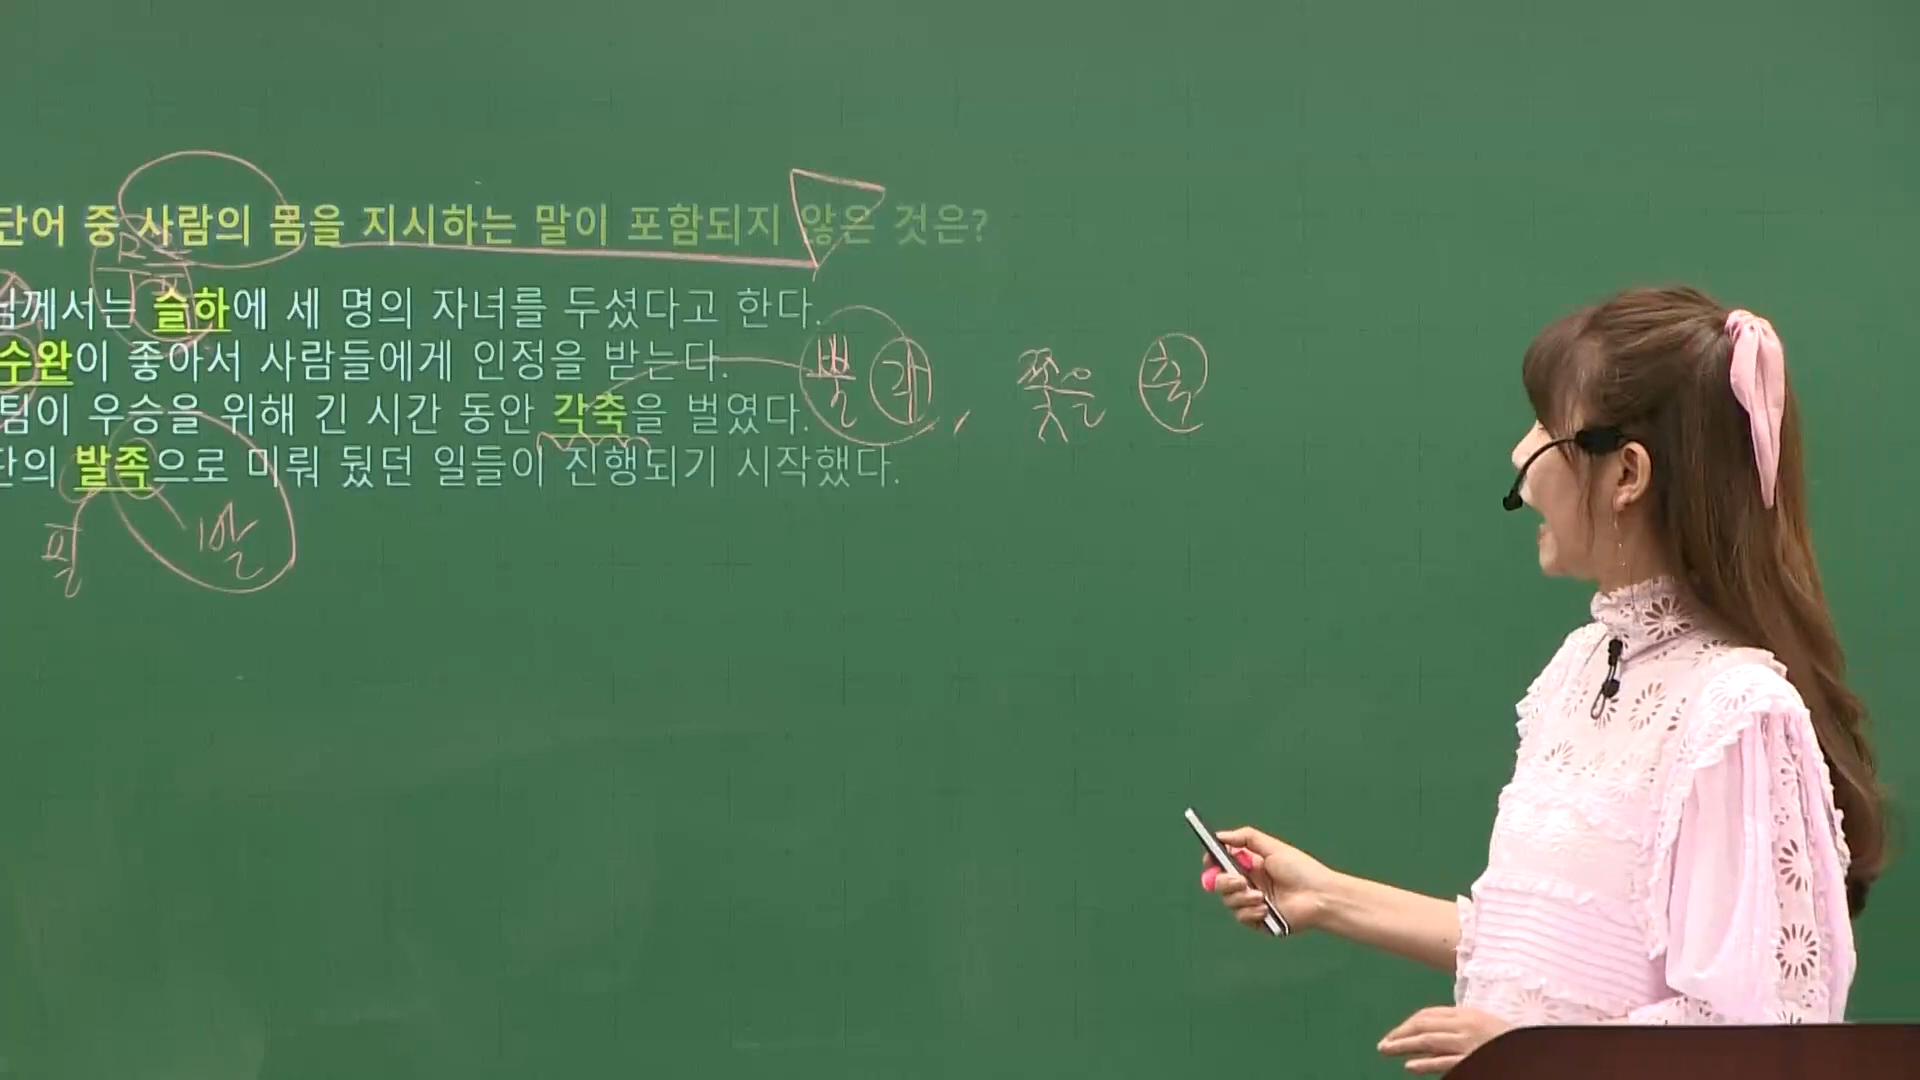 단어 중 사람의 몸을 지시하는 말이 포함되지 않은 것은?
님께서는 슬하에 세 명의 자녀를 두셨다고 한다.
수완이 좋아서 사람들에게 인정을 받는다.
뿔 각, 쫓을 축
팀이 우승을 위해 긴 시간 동안 각축을 벌였다.
단의 발족으로 미뤄 뒀던 일들이 진행되기 시작했다.
필 발